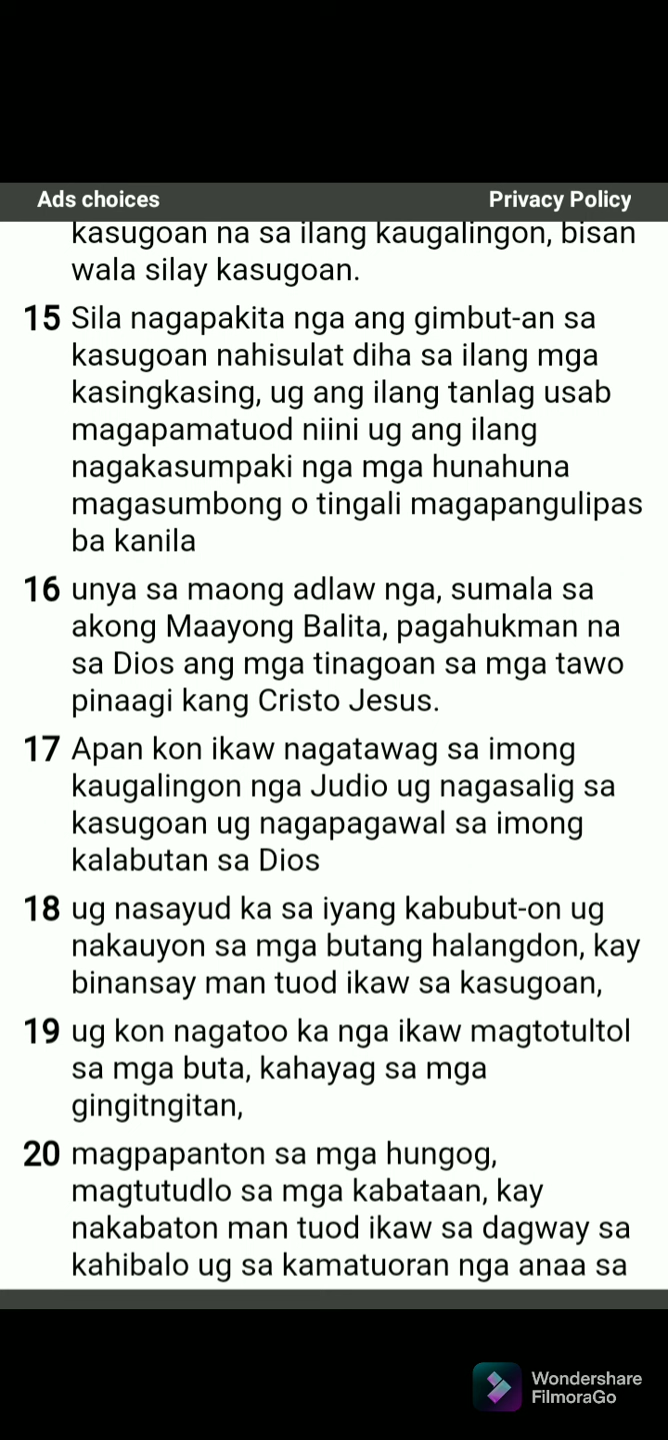 Ads choices Privacy Policy
kasugoan na sa ilang kaugalingon, bisan
wala silay kasugoan.
15 Sila nagapakita nga ang gimbut-an sa
kasugoan nahisulat diha sa ilang mga
kasingkasing, ug ang ilang tanlag usab
magapamatuod niini ug ang ilang
nagakasumpaki nga mga hunahuna
magasumbong o tingali magapangulipas
ba kanila
16 unya sa maong adlaw nga, sumala sa
akong Maayong Balita, pagahukman na
sa Dios ang mga tinagoan sa mga tawo
pinaagi kang Cristo Jesus.
17 Apan kon ikaw nagatawag sa imong
kaugalingon nga Judio ug nagasalig sa
kasugoan ug nagapagawal sa imong
kalabutan sa Dios
18 ug nasayud ka sa iyang kabubut-on ug
nakauyon sa mga butang halangdon, kay
binansay man tuod ikaw sa kasugoan,
19 ug kon nagatoo ka nga ikaw magtotultol
sa mga buta, kahayag sa mga
gingitngitan,
20 magpapanton sa mga hungog,
magtutudlo sa mga kabataan, kay
nakabaton man tuod ikaw sa dagway sa
kahibalo ug sa kamatuoran nga anaa sa
Wondershare
FilmoraGo